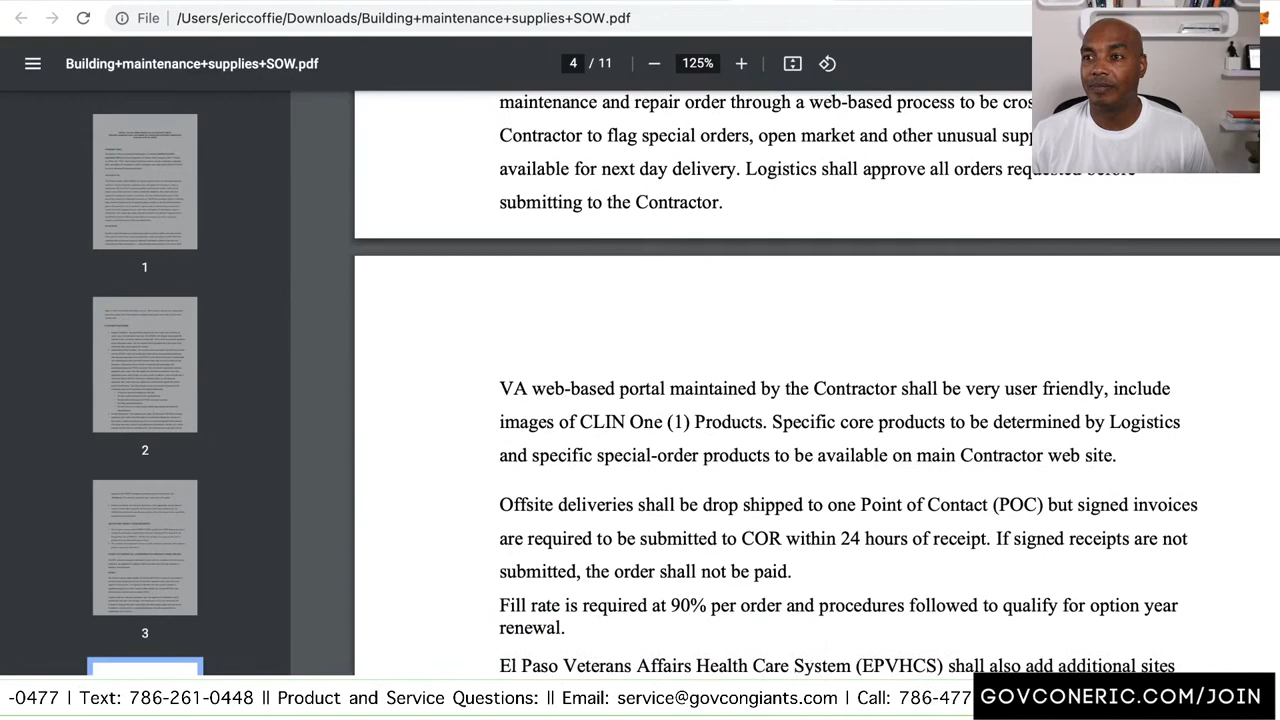 File | /Users/ericcoffie/Downloads/Building+maintenance+supplies+SOW.pdf
Building+maintenance+supplies+SOW.pdf
4 / 11
125%
maintenance and repair order through a web-based process to be
Contractor to flag special orders, open market and other unusual
available for next day delivery. Logistics shall approve all orders requested before
submitting to the Contractor.
1
2
3
VA web-based portal maintained by the Contractor shall be very user friendly, include
images of CLIN One (1) Products. Specific core products to be determined by Logistics
and specific special-order products to be available on main Contractor web site.
Offsite deliveries shall be drop shipped to one Point of Contact (POC) but signed invoices
are required to be submitted to COR within 24 hours of receipt. If signed receipts are not
submitted, the order shall not be paid.
Fill rate is required at 90% per order and procedures followed to qualify for option year
renewal.
El Paso Veterans Affairs Health Care System (EPVHCS) shall also add additional sites
-0477 | Text: 786-261-0448 || Product and Service Questions: || Email: service@govcongiants.com | Call: 786-477
GOVCONERIC.COM/JOIN